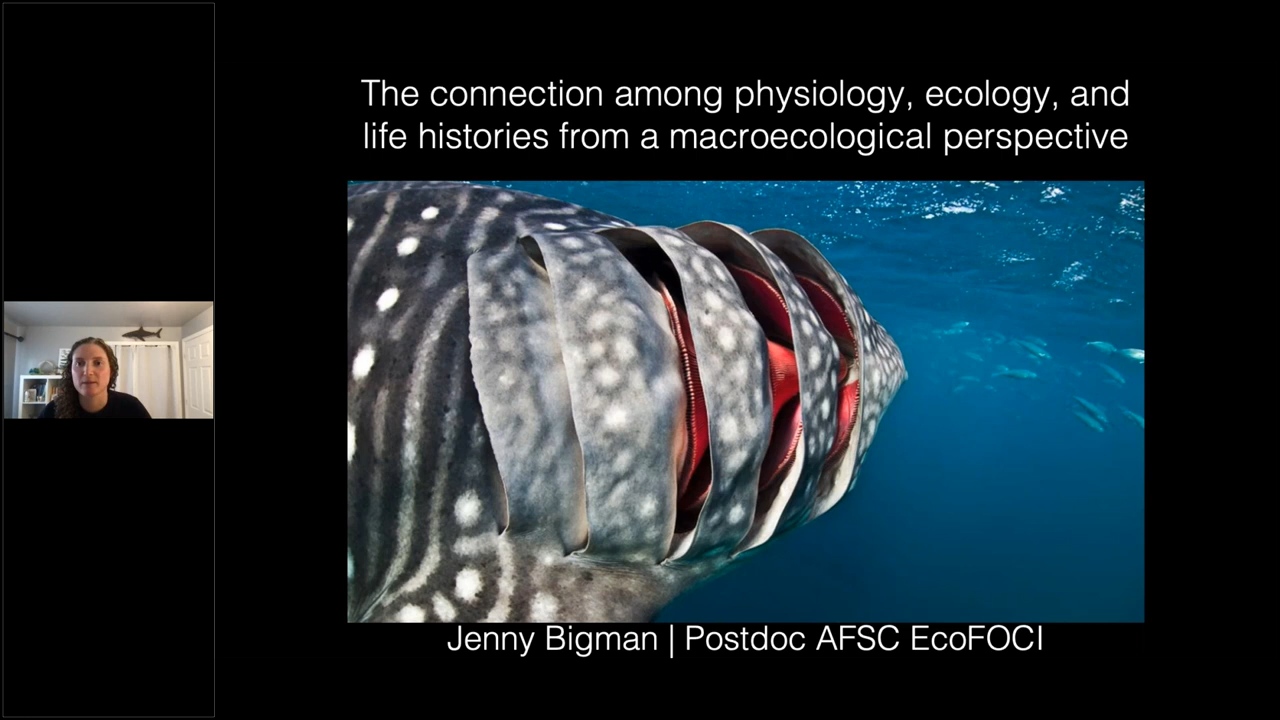 The connection among physiology, ecology, and
life histories from a macroecological perspective
Jenny Bigman | Postdoc AFSC EcoFOCI